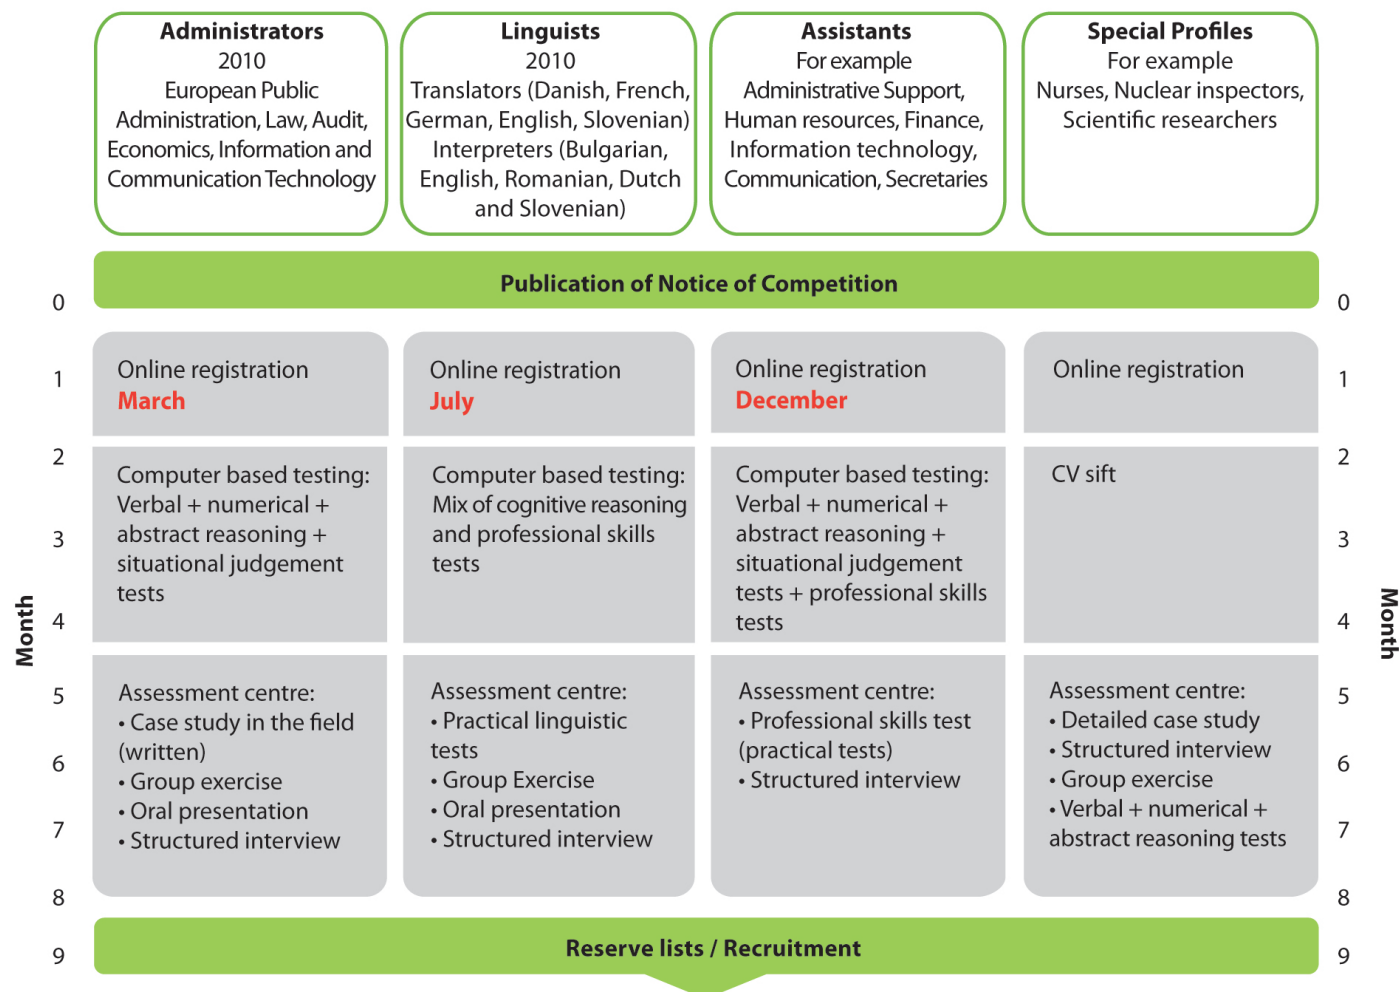 Administrators
2010
European Public
Administration, Law, Audit,
Economics, Information and
Communication Technology
Linguists
2010
Translators (Danish, French,
German, English, Slovenian)
Interpreters (Bulgarian,
English, Romanian, Dutch
and Slovenian)
Assistants
For example
Administrative Support,
Human resources, Finance,
Information technology,
Communication, Secretaries
Special Profiles
For example
Nurses, Nuclear inspectors,
Scientific researchers
Publication of Notice of Competition
Month
0
1
2
3
4
5
6
7
8
9
Online registration
March
Computer based testing:
Verbal + numerical +
abstract reasoning +
situational judgement
tests
Assessment centre:
• Case study in the field
(written)
• Group exercise
• Oral presentation
• Structured interview
Online registration
July
Computer based testing:
Mix of cognitive reasoning
and professional skills
tests
Assessment centre:
• Practical linguistic
tests
• Group Exercise
• Oral presentation
• Structured interview
Online registration
December
Computer based testing:
Verbal + numerical +
abstract reasoning +
situational judgement
tests + professional skills
tests
Assessment centre:
• Professional skills test
(practical tests)
• Structured interview
Online registration
CV sift
Assessment centre:
• Detailed case study
• Structured interview
• Group exercise
• Verbal + numerical +
abstract reasoning tests
0
1
2
3
4
5
6
7
8
9
Month
Reserve lists / Recruitment